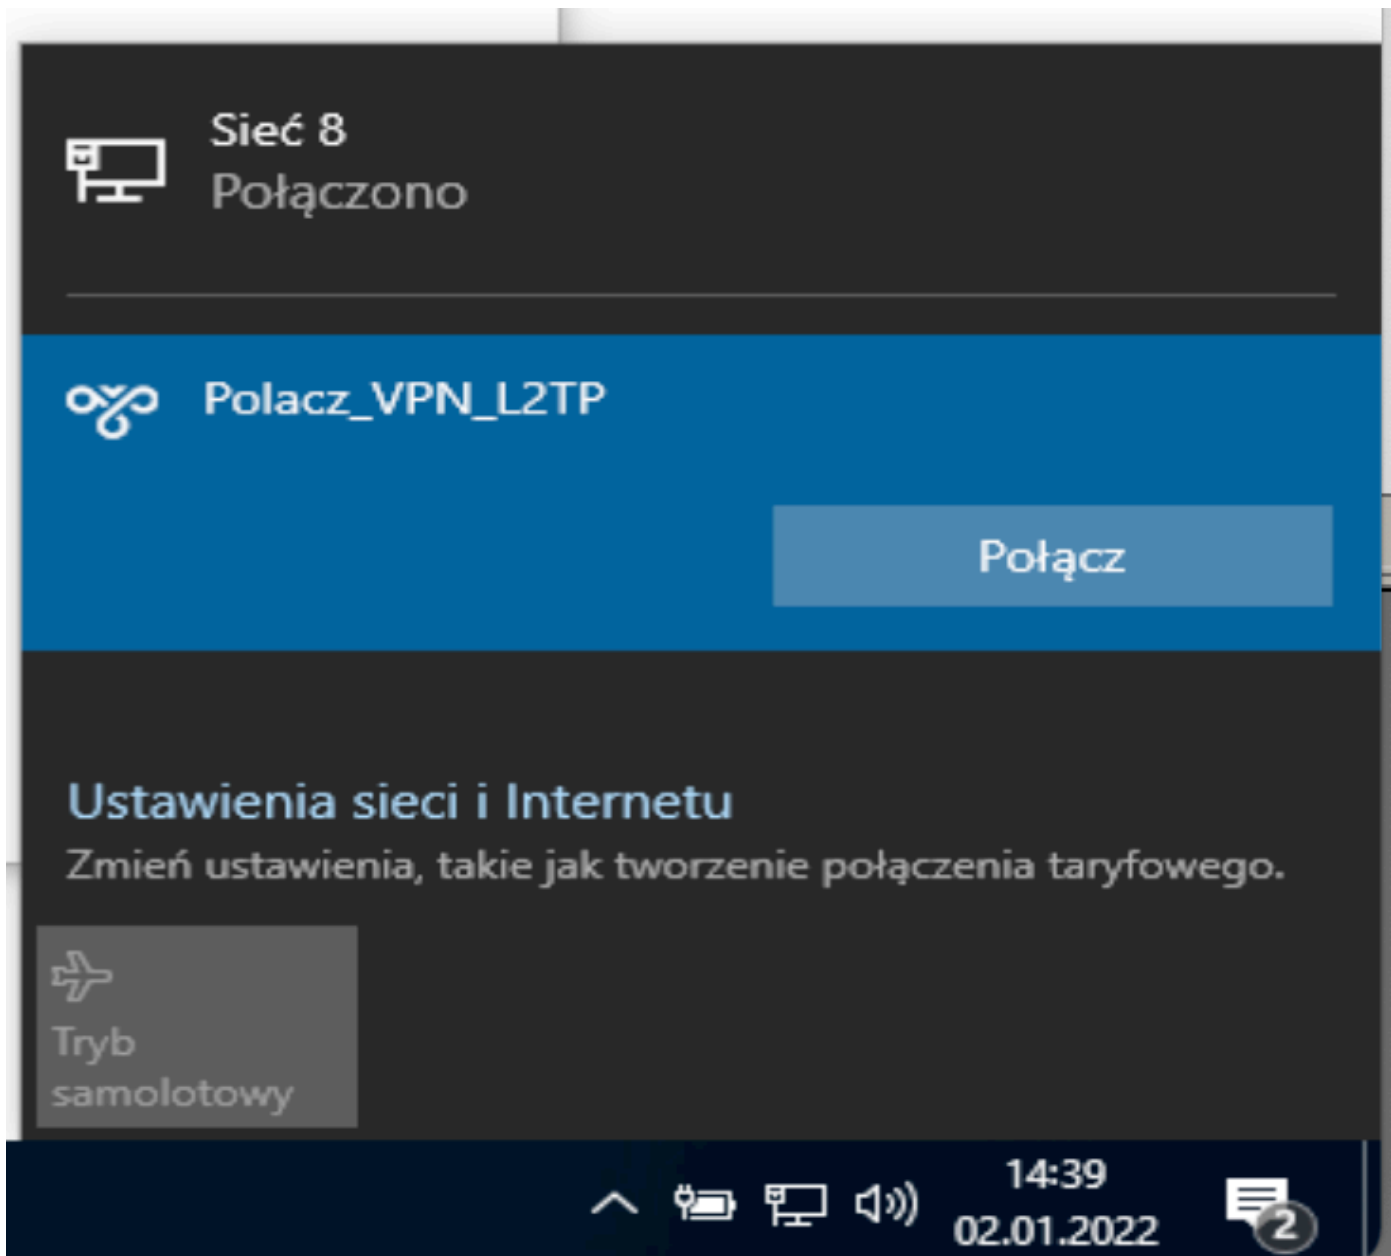 Sieć 8
Połączono
Polacz_VPN_L2TP
Połącz
Ustawienia sieci i Internetu
Zmień ustawienia, takie jak tworzenie połączenia taryfowego.
Tryb
samolotowy
14:39
02.01.2022
2